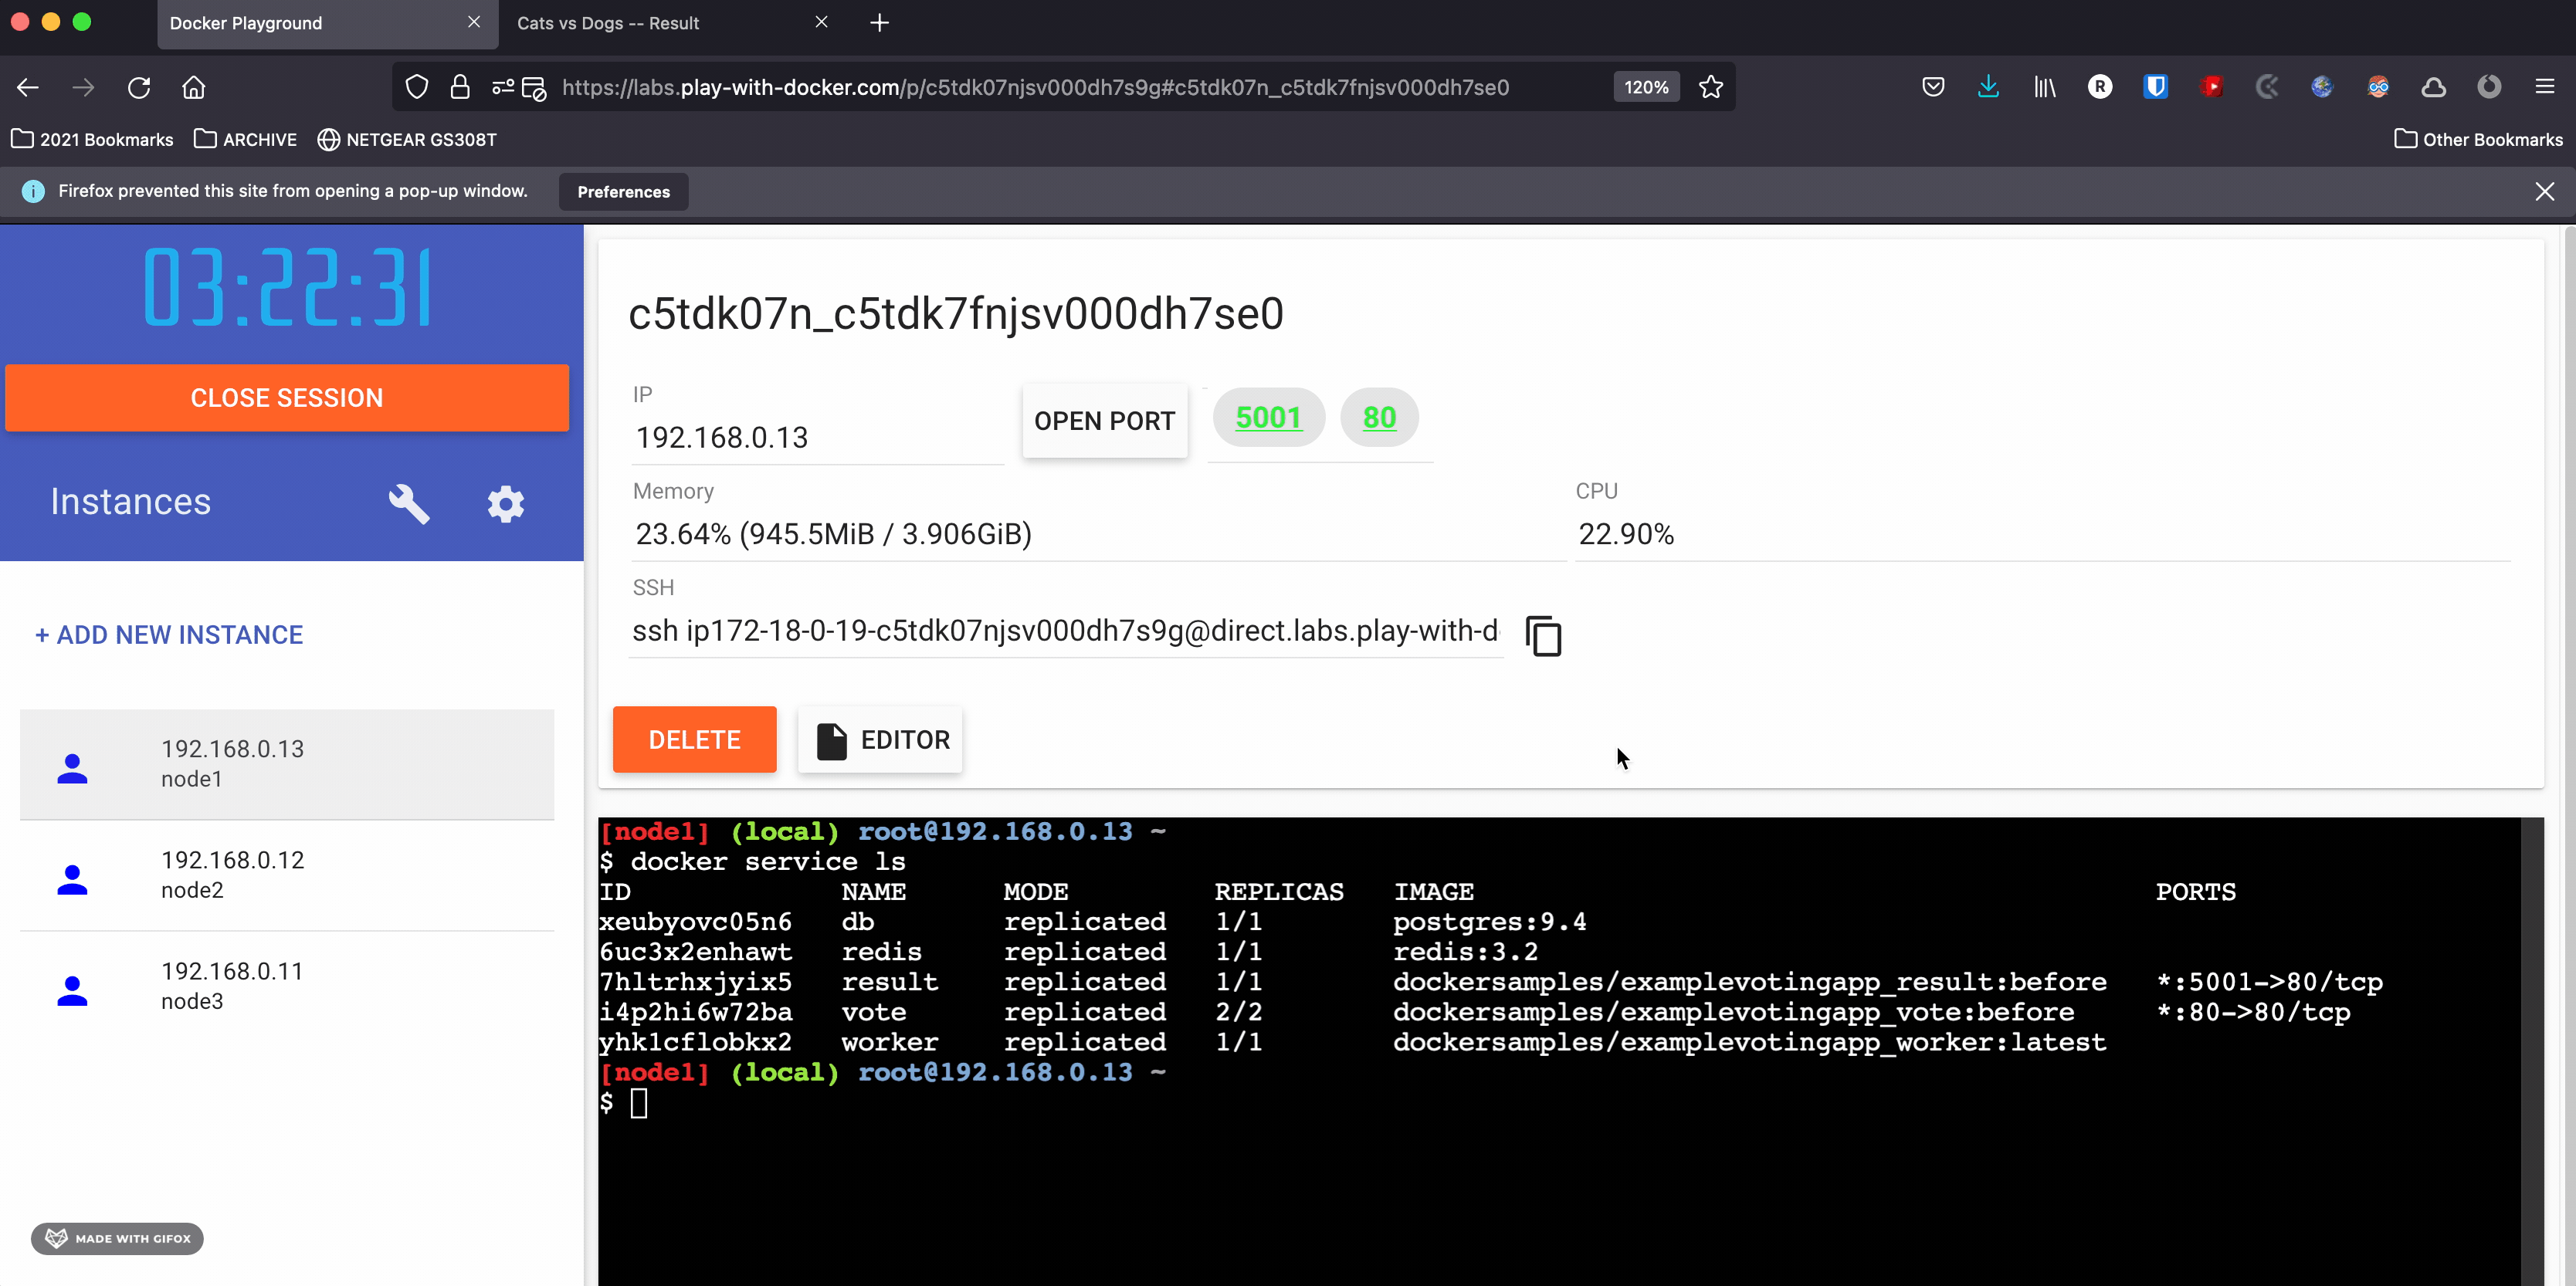 Docker Playground
Cats vs Dogs -- Result
https://labs.play-with-docker.com/p/c5tdk07njsv000dh7s9g#c5tdk07n_c5tdk7fnjsv000dh7se0
120%
R
2021 Bookmarks
ARCHIVE
NETGEAR GS308T
Other Bookmarks
Firefox prevented this site from opening a pop-up window.
Preferences
03:22:31
CLOSE SESSION
Instances
+ ADD NEW INSTANCE
192.168.0.13
node1
192.168.0.12
node2
192.168.0.11
node3
MADE WITH GIFOX
c5tdk07n_c5tdk7fnjsv000dh7se0
IP
192.168.0.13
OPEN PORT
5001
80
Memory
23.64% (945.5MiB / 3.906GiB)
CPU
22.90%
SSH
ssh ip172-18-0-19-c5tdk07njsv000dh7s9g@direct.labs.play-with-d
DELETE
EDITOR
[node1] (local) root@192.168.0.13 ~
$ docker service ls
ID NAME MODE REPLICAS IMAGE PORTS
xeubyovc05n6 db replicated 1/1 postgres:9.4
6uc3x2enhawt redis replicated 1/1 redis:3.2
7hltrhxjyix5 result replicated 1/1 dockersamples/examplevotingapp_result:before *:5001->80/tcp
i4p2hi6w72ba vote replicated 2/2 dockersamples/examplevotingapp_vote:before *:80->80/tcp
yhk1cflobkx2 worker replicated 1/1 dockersamples/examplevotingapp_worker:latest
[node1] (local) root@192.168.0.13 ~
$